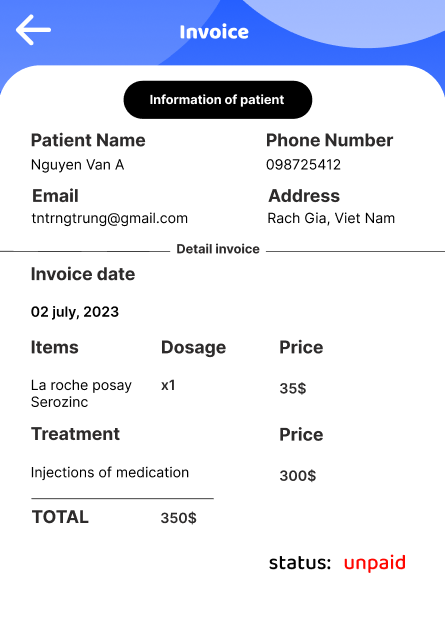 Invoice
Information of patient
Patient Name
Phone Number
Nguyen Van A
098725412
Email
Address
tntrngtrung@gmail.com
Rach Gia, Viet Nam
Detail invoice
Invoice date
02 july, 2023
Items Dosage Price
La roche posay x1 35$
Serozinc
Treatment Price
Injections of medication 300$
TOTAL 350$
status: unpaid